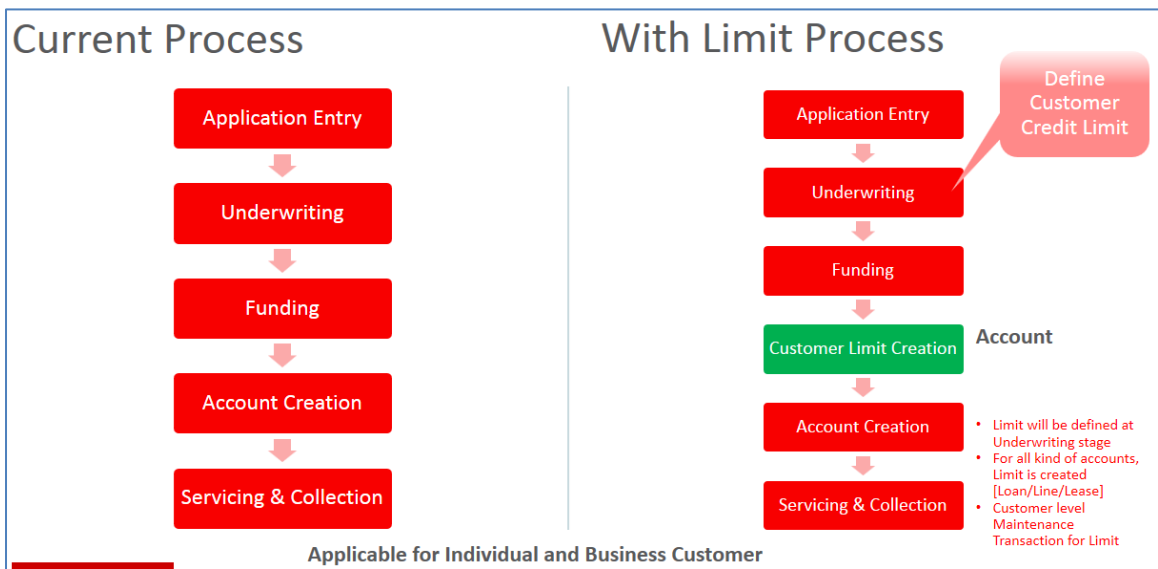 Current Process
Application Entry
Underwriting
Funding
Account Creation
Servicing & Collection
With Limit Process
Define
Customer
Credit Limit
Application Entry
Underwriting
Funding
Customer Limit Creation
Account
Account Creation
Servicing & Collection
• Limit will be defined at
Underwriting stage
• For all kind of accounts,
Limit is created
[Loan/Line/Lease]
• Customer level
Maintenance
Transaction for Limit
Applicable for Individual and Business Customer